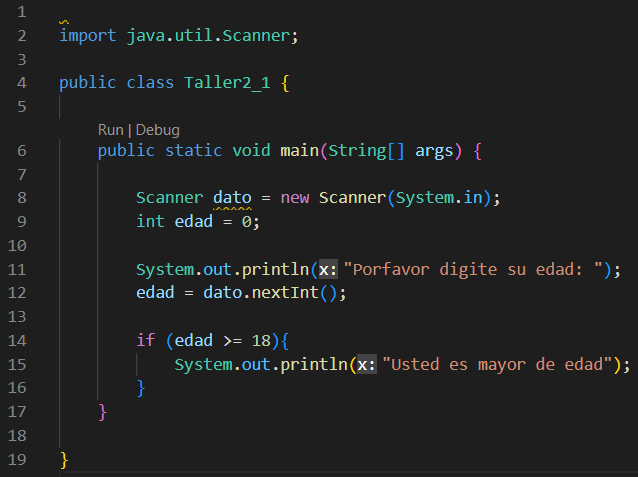 1
2 import java.util.Scanner;
3
4 public class Taller2_1 {
5
Run | Debug
6 public static void main(String[] args) {
7
8 Scanner dato = new Scanner(System.in);
9 int edad = 0;
10
11 System.out.println(x: "Porfavor digite su edad: ");
12 edad = dato.nextInt();
13
14 if (edad >= 18){
15 System.out.println(x: "Usted es mayor de edad");
16 }
17 }
18
19 }